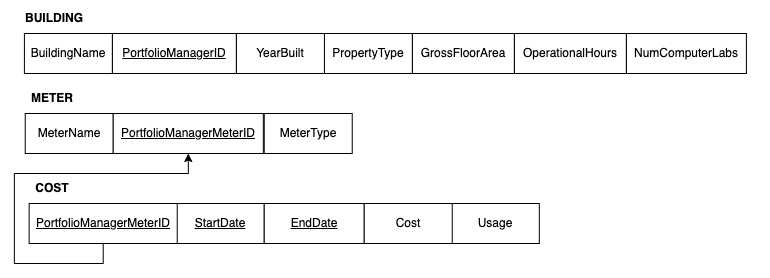 BUILDING
BuildingName PortfolioManagerID YearBuilt PropertyType GrossFloorArea OperationalHours NumComputerLabs
METER
MeterName PortfolioManagerMeterID MeterType
COST
PortfolioManagerMeterID StartDate EndDate Cost Usage